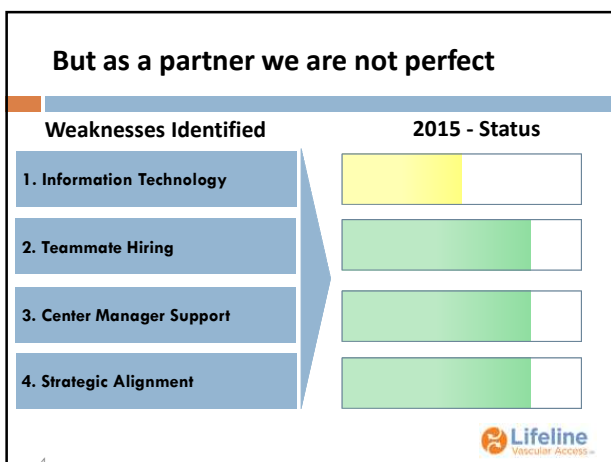 But as a partner we are not perfect
Weaknesses Identified
2015 - Status
1. Information Technology
2. Teammate Hiring
3. Center Manager Support
4. Strategic Alignment
Lifeline
Vascular Access